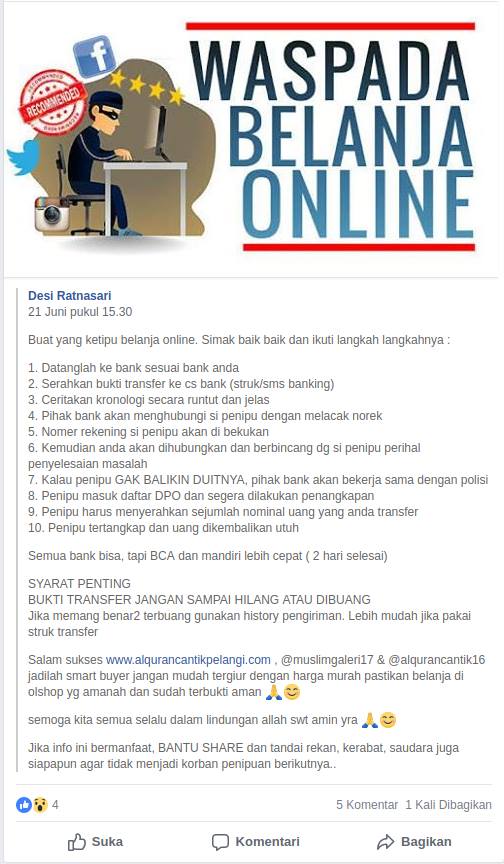 RECOMMENDED
WASPADA
BELANJA
ONLINE
Desi Ratnasari
21 Juni pukul 15.30
Buat yang ketipu belanja online. Simak baik baik dan ikuti langkah langkahnya :
1. Datanglah ke bank sesuai bank anda
2. Serahkan bukti transfer ke cs bank (struk/sms banking)
3. Ceritakan kronologi secara runtut dan jelas
4. Pihak bank akan menghubungi si penipu dengan melacak norek
5. Nomer rekening si penipu akan di bekukan
6. Kemudian anda akan dihubungkan dan berbincang dg si penipu perihal
penyelesaian masalah
7. Kalau penipu GAK BALIKIN DUITNYA, pihak bank akan bekerja sama dengan polisi
8. Penipu masuk daftar DPO dan segera dilakukan penangkapan
9. Penipu harus menyerahkan sejumlah nominal uang yang anda transfer
10. Penipu tertangkap dan uang dikembalikan utuh
Semua bank bisa, tapi BCA dan mandiri lebih cepat ( 2 hari selesai)
SYARAT PENTING
BUKTI TRANSFER JANGAN SAMPAI HILANG ATAU DIBUANG
Jika memang benar2 terbuang gunakan history pengiriman. Lebih mudah jika pakai
struk transfer
Salam sukses www.alqurancantikpelangi.com , @muslimgaleri17 & @alqurancantik16
jadilah smart buyer jangan mudah tergiur dengan harga murah pastikan belanja di
olshop yg amanah dan sudah terbukti aman 🙏😊
semoga kita semua selalu dalam lindungan allah swt amin yra 🙏😊
Jika info ini bermanfaat, BANTU SHARE dan tandai rekan, kerabat, saudara juga
siapapun agar tidak menjadi korban penipuan berikutnya..
4
5 Komentar 1 Kali Dibagikan
Suka Komentari Bagikan